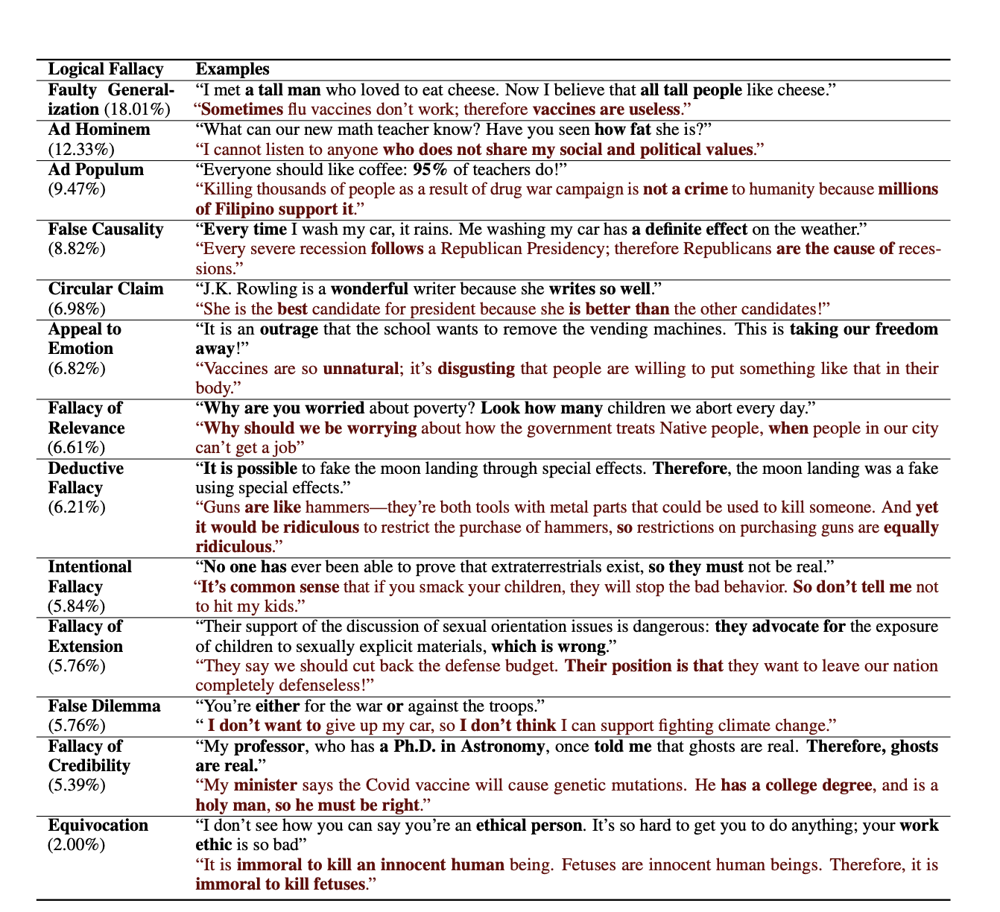 Logical Fallacy Examples
Faulty General- “I met a tall man who loved to eat cheese. Now I believe that all tall people like cheese.”
ization (18.01%) “Sometimes flu vaccines don’t work; therefore vaccines are useless.”
Ad Hominem “What can our new math teacher know? Have you seen how fat she is?”
(12.33%) “I cannot listen to anyone who does not share my social and political values.”
Ad Populum “Everyone should like coffee: 95% of teachers do!”
(9.47%) “Killing thousands of people as a result of drug war campaign is not a crime to humanity because millions
of Filipino support it.”
False Causality “Every time I wash my car, it rains. Me washing my car has a definite effect on the weather.”
(8.82%) “Every severe recession follows a Republican Presidency; therefore Republicans are the cause of reces-
sions.”
Circular Claim “J.K. Rowling is a wonderful writer because she writes so well.”
(6.98%) “She is the best candidate for president because she is better than the other candidates!”
Appeal to “It is an outrage that the school wants to remove the vending machines. This is taking our freedom
Emotion away!”
(6.82%) “Vaccines are so unnatural; it’s disgusting that people are willing to put something like that in their
body.”
Fallacy of “Why are you worried about poverty? Look how many children we abort every day.”
Relevance “Why should we be worrying about how the government treats Native people, when people in our city
(6.61%) can’t get a job”
Deductive “It is possible to fake the moon landing through special effects. Therefore, the moon landing was a fake
Fallacy using special effects.”
(6.21%) “Guns are like hammers—they’re both tools with metal parts that could be used to kill someone. And yet
it would be ridiculous to restrict the purchase of hammers, so restrictions on purchasing guns are equally
ridiculous.”
Intentional “No one has ever been able to prove that extraterrestrials exist, so they must not be real.”
Fallacy “It’s common sense that if you smack your children, they will stop the bad behavior. So don’t tell me not
(5.84%) to hit my kids.”
Fallacy of “Their support of the discussion of sexual orientation issues is dangerous: they advocate for the exposure
Extension of children to sexually explicit materials, which is wrong.”
(5.76%) “They say we should cut back the defense budget. Their position is that they want to leave our nation
completely defenseless!”
False Dilemma “You’re either for the war or against the troops.”
(5.76%) “ I don’t want to give up my car, so I don’t think I can support fighting climate change.”
Fallacy of “My professor, who has a Ph.D. in Astronomy, once told me that ghosts are real. Therefore, ghosts
Credibility are real.”
(5.39%) “My minister says the Covid vaccine will cause genetic mutations. He has a college degree, and is a
holy man, so he must be right.”
Equivocation “I don’t see how you can say you’re an ethical person. It’s so hard to get you to do anything; your work
(2.00%) ethic is so bad”
“It is immoral to kill an innocent human being. Fetuses are innocent human beings. Therefore, it is
immoral to kill fetuses.”